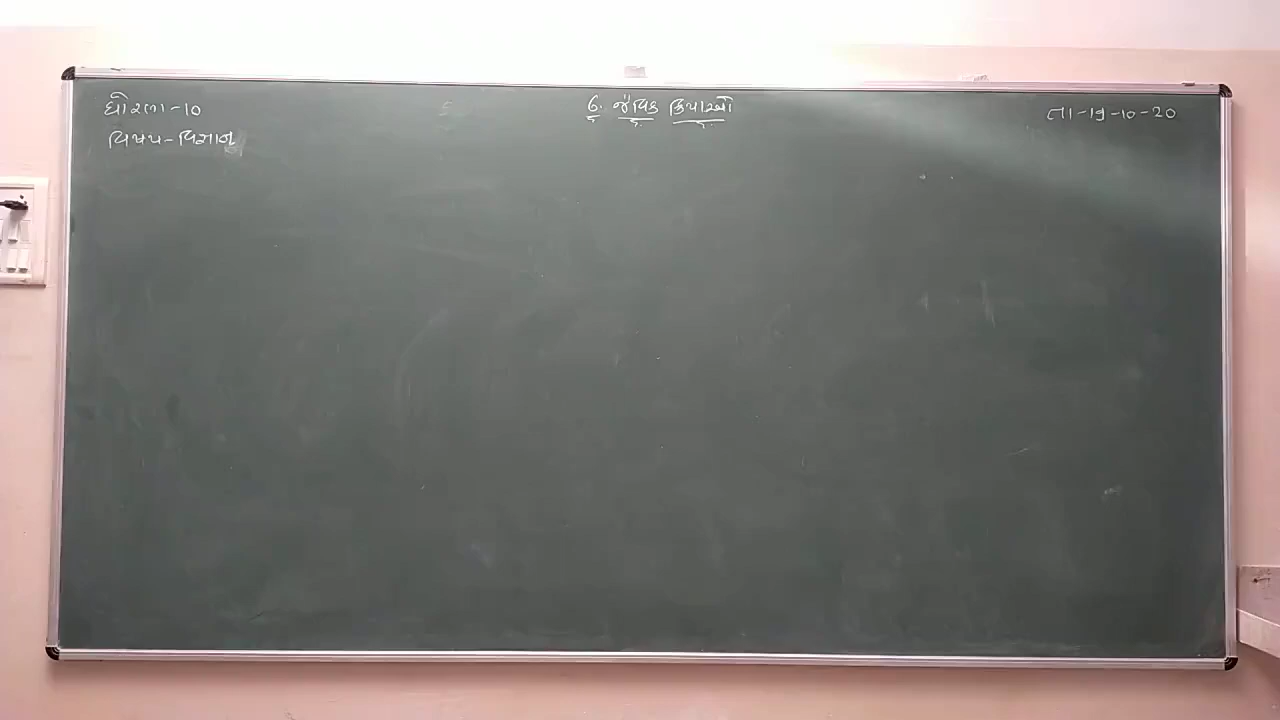 ધોરણ-10
વિષય-વિજ્ઞાન
6. જૈવિક ક્રિયાઓ
તા-19-10-20